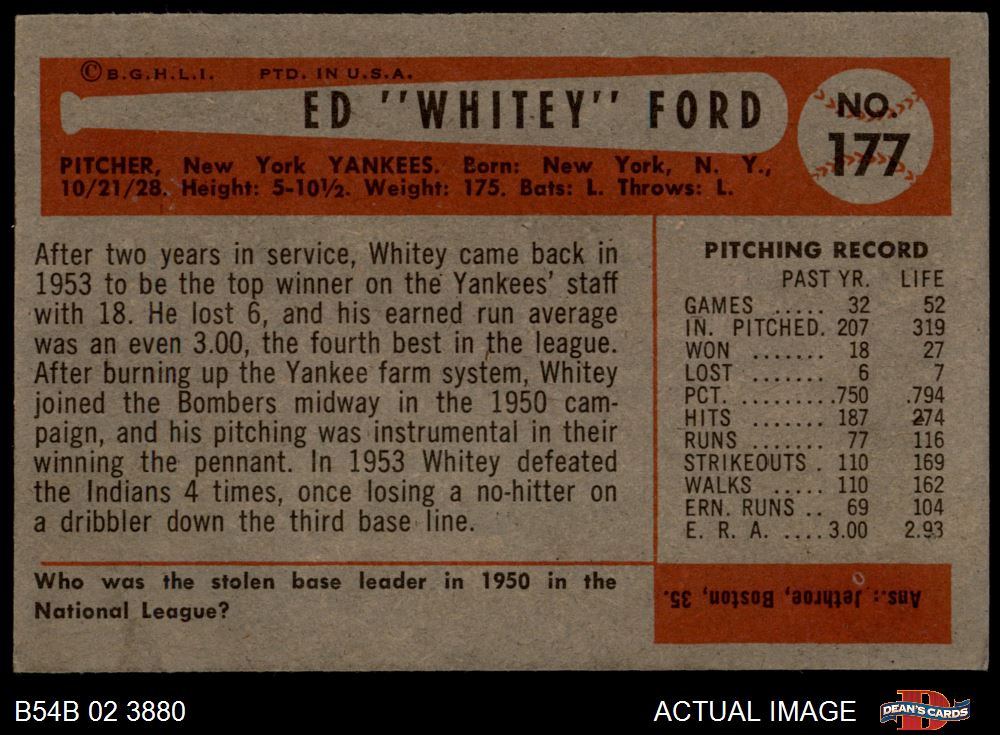 © B.G.H.L.I. PTD. IN U.S.A.
ED "WHITEY" FORD
NO.
177
PITCHER, New York YANKEES. Born: New York, N. Y.,
10/21/28. Height: 5-10½. Weight: 175. Bats: L. Throws: L.
After two years in service, Whitey came back in
1953 to be the top winner on the Yankees' staff
with 18. He lost 6, and his earned run average
was an even 3.00, the fourth best in the league.
After burning up the Yankee farm system, Whitey
joined the Bombers midway in the 1950 cam-
paign, and his pitching was instrumental in their
winning the pennant. In 1953 Whitey defeated
the Indians 4 times, once losing a no-hitter on
a dribbler down the third base line.
PITCHING RECORD
PAST YR. LIFE
GAMES ..... 32 52
IN. PITCHED. 207 319
WON ....... 18 27
LOST ....... 6 7
PCT. ......... .750 .794
HITS ....... 187 274
RUNS ....... 77 116
STRIKEOUTS . 110 169
WALKS ..... 110 162
ERN. RUNS .. 69 104
E. R. A. .... 3.00 2.93
Who was the stolen base leader in 1950 in the
National League?
Ans.: Jethroe, Boston, 35.
B54B 02 3880
ACTUAL IMAGE
D
DEAN'S CARDS